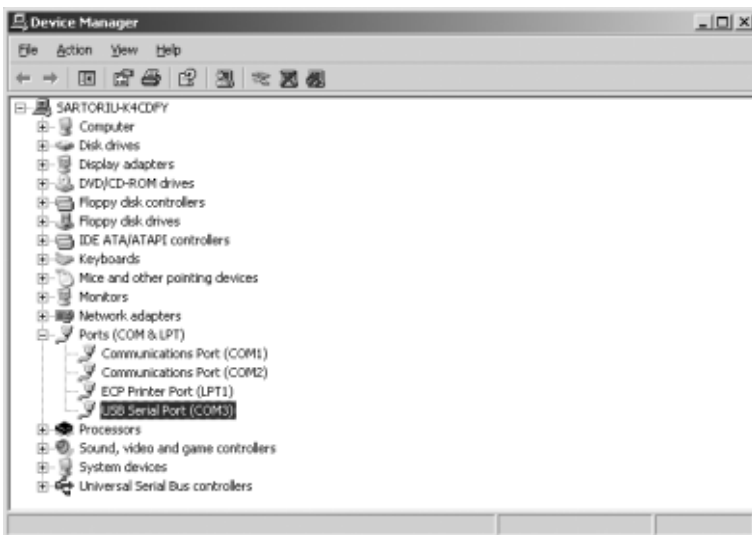 Device Manager
File Action View Help
SARTORIU-K4CDFY
Computer
Disk drives
Display adapters
DVD/CD-ROM drives
Floppy disk controllers
Floppy disk drives
IDE ATA/ATAPI controllers
Keyboards
Mice and other pointing devices
Monitors
Network adapters
Ports (COM & LPT)
Communications Port (COM1)
Communications Port (COM2)
ECP Printer Port (LPT1)
USB Serial Port (COM3)
Processors
Sound, video and game controllers
System devices
Universal Serial Bus controllers